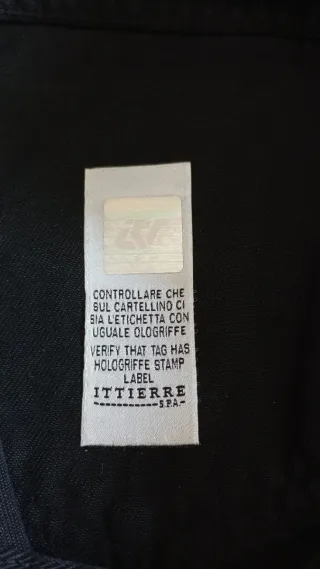 CONTROLLARE CHE
SUL CARTELLINO CI
SIA L'ETICHETTA CON
UGUALE OLOGRIFFE
VERIFY THAT TAG HAS
HOLOGRIFFE STAMP
LABEL
ITTIERRE
S.P.A.